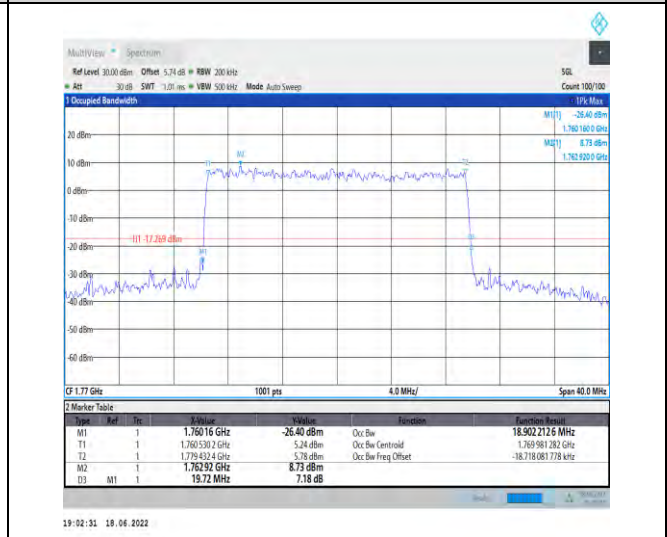 MultiView Spectrum
Ref Level 30.00 dBm Offset 5.74 dB RBW 200 kHz SGL
Att 30 dB SWT 1.01 ms VBW 500 kHz Mode Auto Sweep Count 100/100
1 Occupied Bandwidth 1Pk Max
M1[1] -26.40 dBm
1.760 160 0 GHz
M2[1] 8.73 dBm
1.762 920 0 GHz
20 dBm
M2
T1 T2
10 dBm
0 dBm
-10 dBm
H1 -17.269 dBm
-20 dBm
M1
-30 dBm
-40 dBm
-50 dBm
-60 dBm
CF 1.77 GHz 1001 pts 4.0 MHz/ Span 40.0 MHz
2 Marker Table
Type Ref Trc X-Value Y-Value Function Function Result
M1 1 1.760 16 GHz -26.40 dBm Occ Bw 18.902 212 6 MHz
T1 1 1.760 530 2 GHz 5.24 dBm Occ Bw Centroid 1.769 981 282 GHz
T2 1 1.779 432 4 GHz 5.78 dBm Occ Bw Freq Offset -18.718 081 778 kHz
M2 1 1.762 92 GHz 8.73 dBm
D3 M1 1 19.72 MHz 7.18 dB
19:02:31 18.06.2022